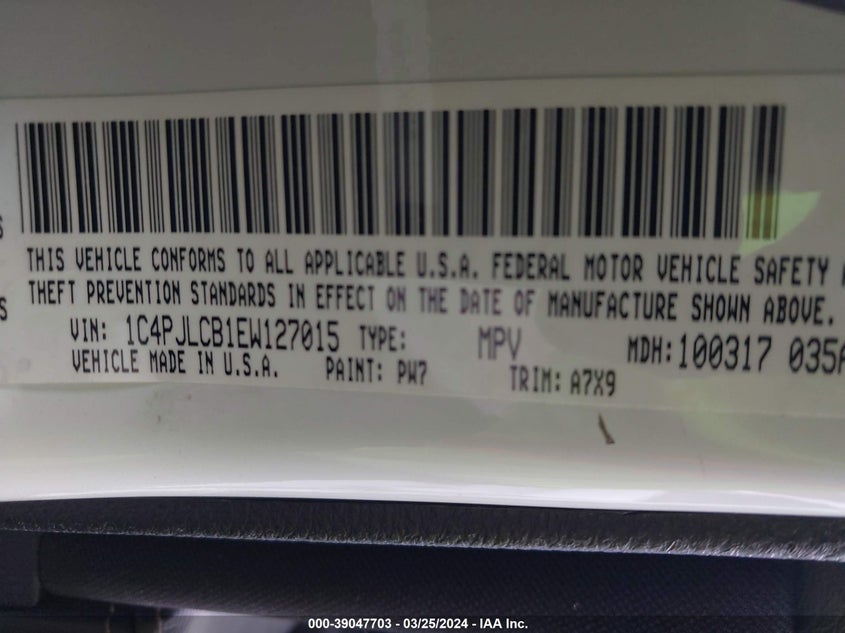 S
THIS VEHICLE CONFORMS TO ALL APPLICABLE U.S.A. FEDERAL MOTOR VEHICLE SAFETY
S THEFT PREVENTION STANDARDS IN EFFECT ON THE DATE OF MANUFACTURE SHOWN ABOVE.
VIN: 1C4PJLCB1EW127015 TYPE: MPV MDH:100317 035A
VEHICLE MADE IN U.S.A. PAINT: PW7 TRIM: A7X9
000-39047703 - 03/25/2024 - IAA Inc.